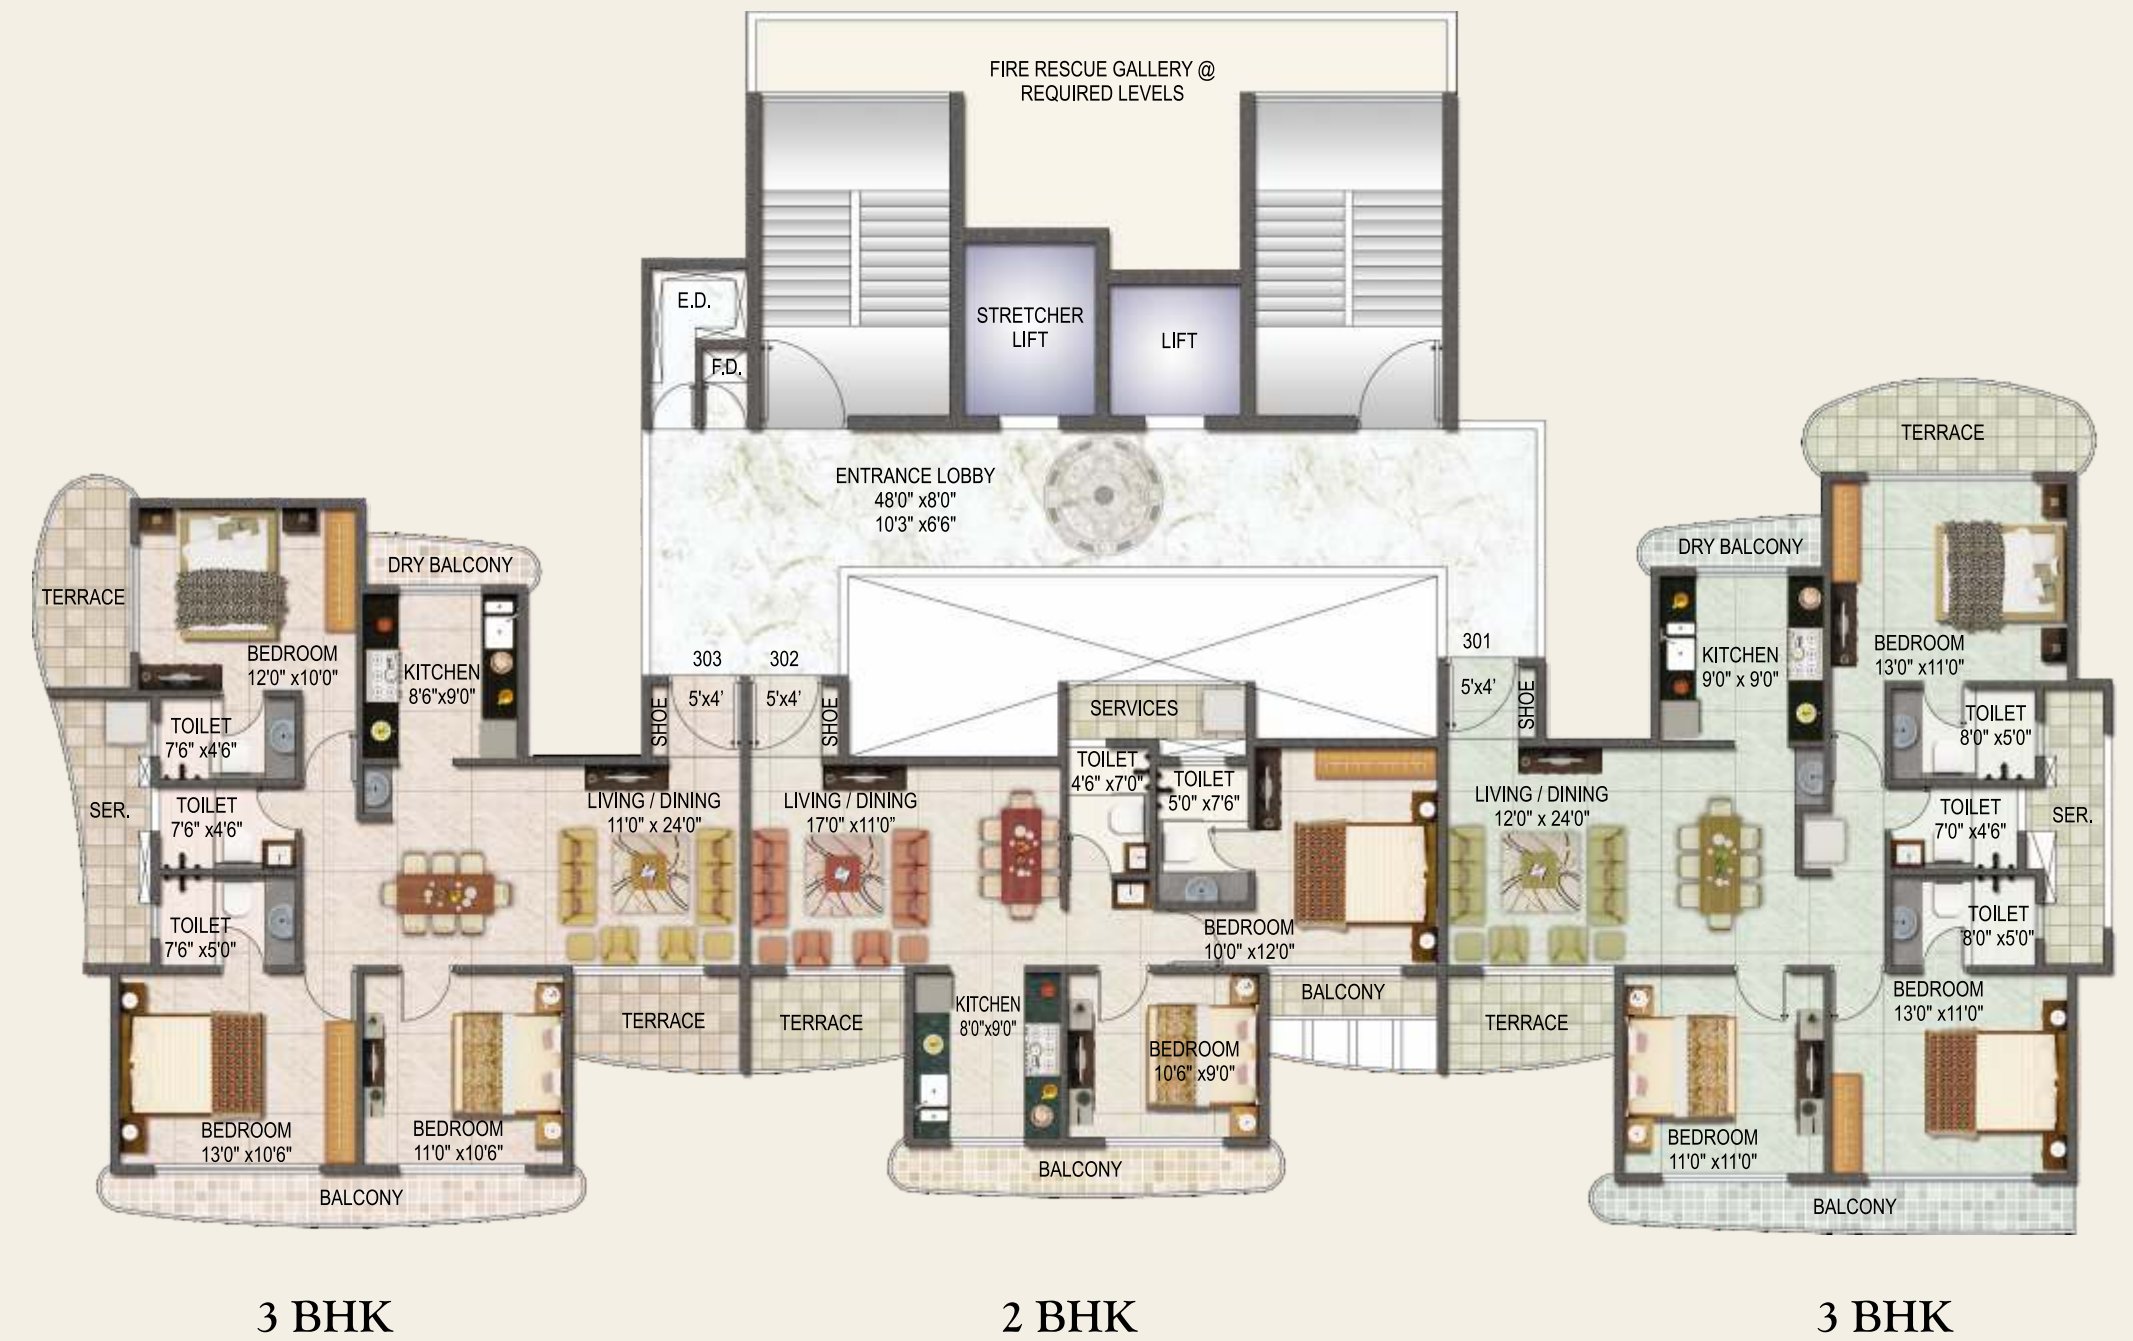 FIRE RESCUE GALLERY @
REQUIRED LEVELS
E.D.
F.D.
STRETCHER
LIFT
LIFT
ENTRANCE LOBBY
48'0" x8'0"
10'3" x6'6"
TERRACE
BEDROOM
12'0" x10'0"
DRY BALCONY
KITCHEN
8'6"x9'0"
TOILET
7'6" x4'6"
SER.
TOILET
7'6" x4'6"
TOILET
7'6" x5'0"
303
5'x4'
SHOE
LIVING / DINING
11'0" x 24'0"
TERRACE
BEDROOM
13'0" x10'6"
BEDROOM
11'0" x10'6"
BALCONY
302
5'x4'
SHOE
LIVING / DINING
17'0" x11'0"
TERRACE
SERVICES
TOILET
4'6" x7'0"
TOILET
5'0" x7'6"
BEDROOM
10'0" x12'0"
BALCONY
KITCHEN
8'0"x9'0"
BEDROOM
10'6" x9'0"
BALCONY
301
5'x4'
SHOE
LIVING / DINING
12'0" x 24'0"
TERRACE
TERRACE
DRY BALCONY
KITCHEN
9'0" x 9'0"
BEDROOM
13'0" x11'0"
TOILET
8'0" x5'0"
TOILET
7'0" x4'6"
SER.
TOILET
8'0" x5'0"
BEDROOM
13'0" x11'0"
BEDROOM
11'0" x11'0"
BALCONY
3 BHK
2 BHK
3 BHK